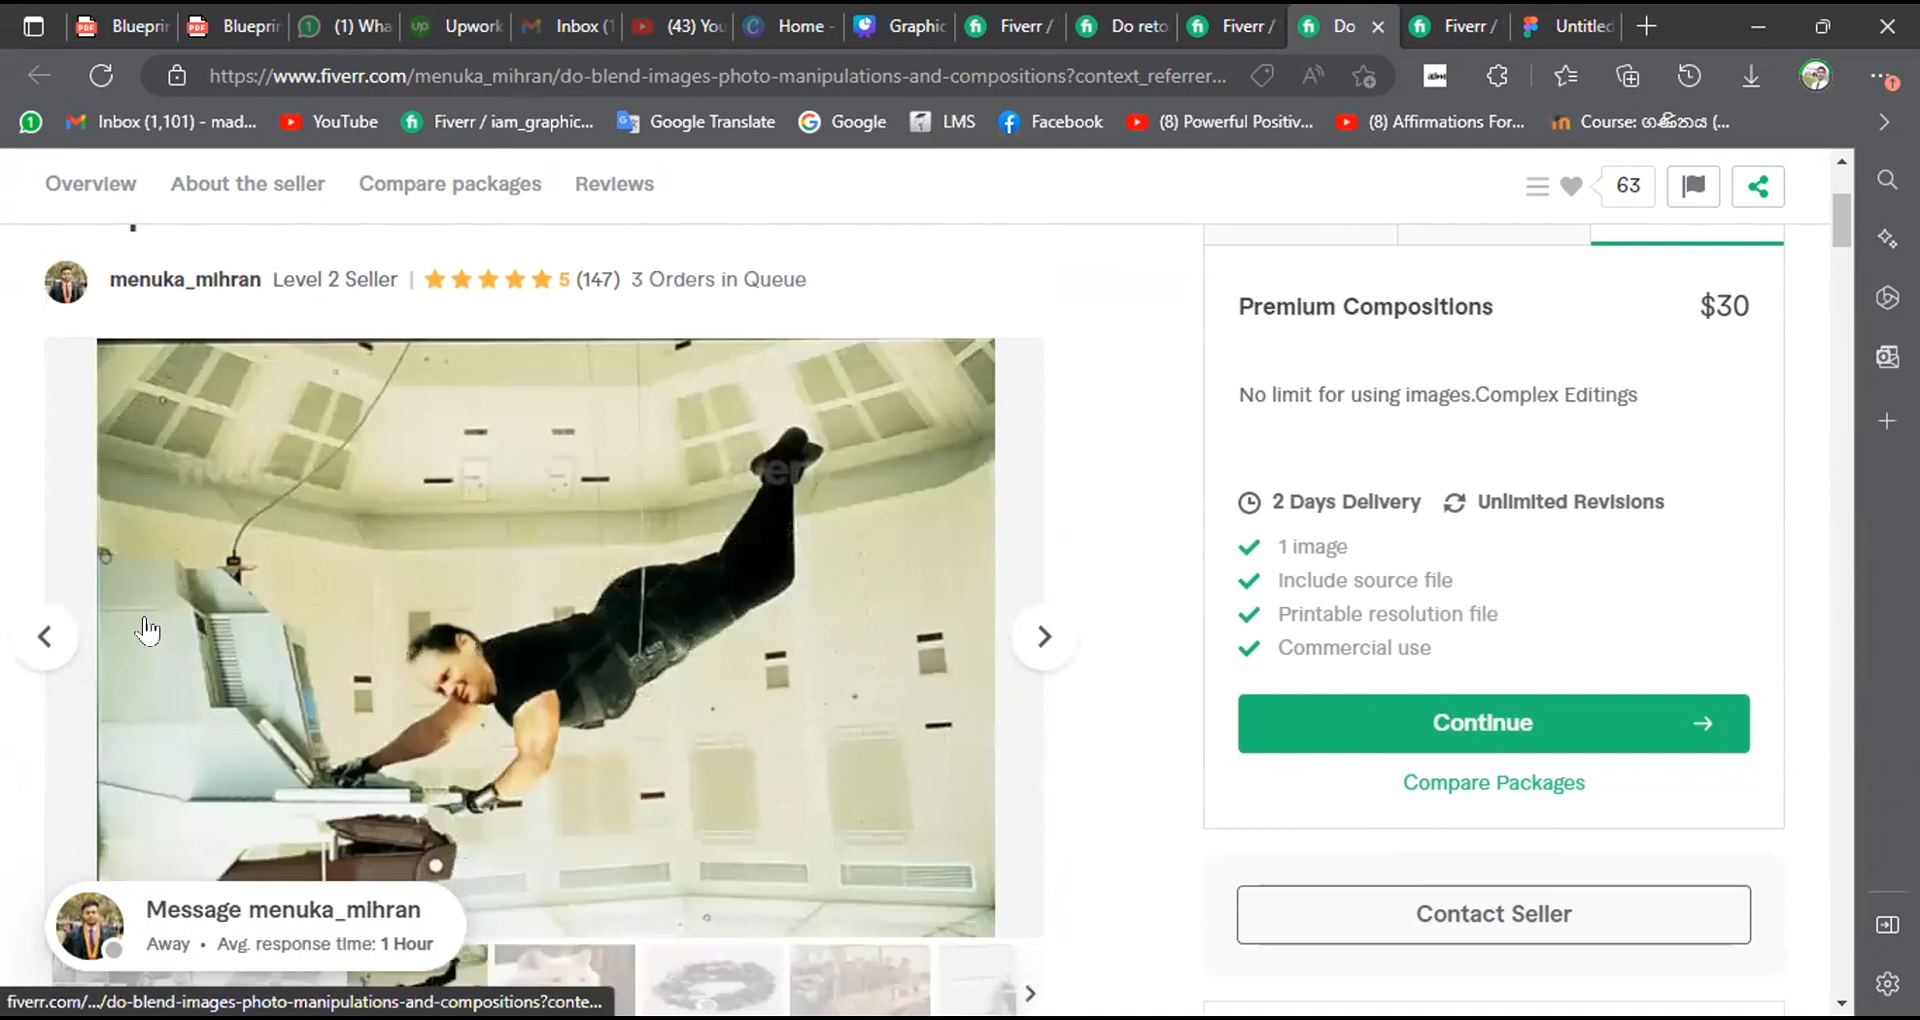 Blueprin Blueprin (1) Wha Upwork Inbox (1 (43) You Home - Graphic Fiverr / Do reto Fiverr / Do Fiverr / Untitled
https://www.fiverr.com/menuka_mihran/do-blend-images-photo-manipulations-and-compositions?context_referrer...
Inbox (1,101) - mad... YouTube Fiverr / iam_graphic... Google Translate Google LMS Facebook (8) Powerful Positiv... (8) Affirmations For... Course: ගණිතය (...
Overview About the seller Compare packages Reviews 63
menuka_mihran Level 2 Seller | 5 (147) 3 Orders in Queue
Premium Compositions $30
No limit for using images.Complex Editings
2 Days Delivery Unlimited Revisions
1 image
Include source file
Printable resolution file
Commercial use
Continue
Compare Packages
Contact Seller
Message menuka_mihran
Away • Avg. response time: 1 Hour
fiverr.com/.../do-blend-images-photo-manipulations-and-compositions?conte...